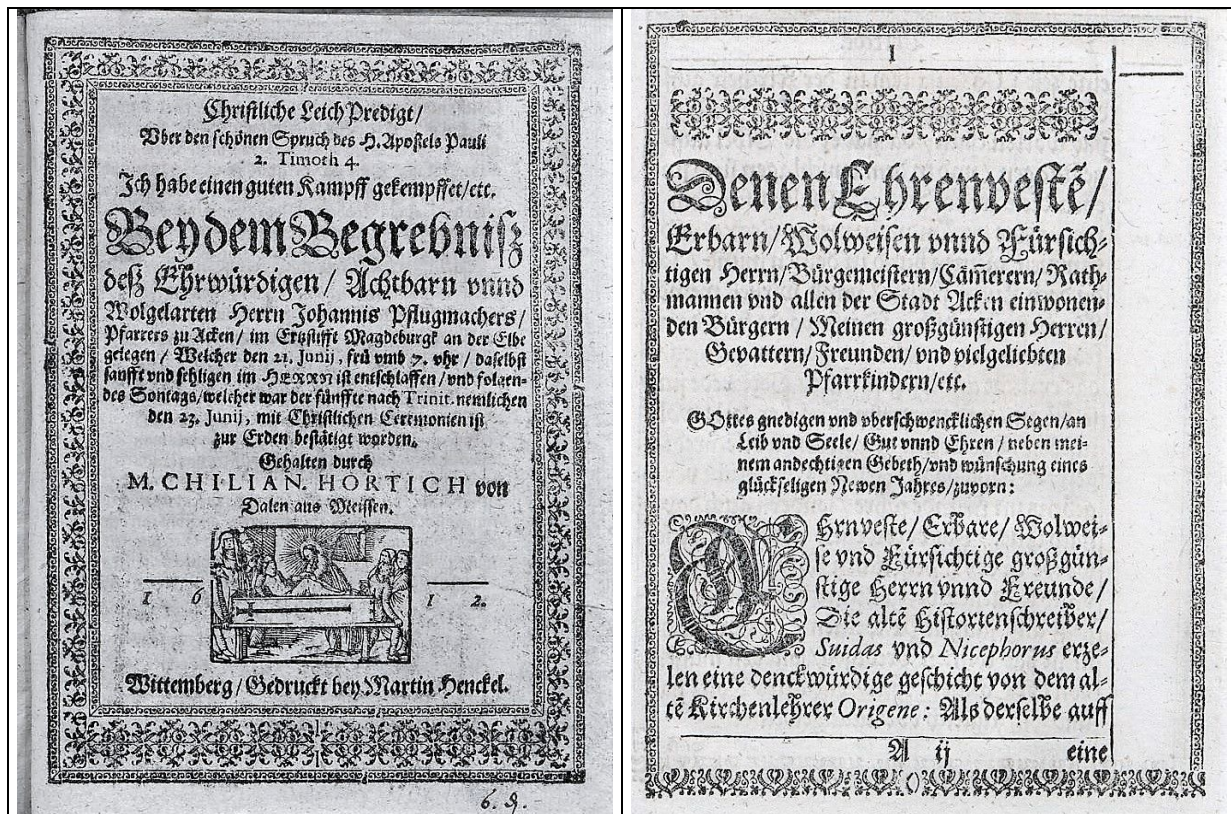 Christliche Leich Predigt/
Vber den schönen Spruch des H. Apostels Pauli
2. Timoth 4.
Ich habe einen guten Kampff gekempffet/etc.
Bey dem Begrebniß
deß Ehrwürdigen / Achtbarn vnnd
Wolgelarten Herrn Johannis Pflugmachers /
Pfarrers zu Acken / im Ertzstifft Magdeburgk an der Elbe
gelegen / Welcher den 21. Junij, frü vmb 7. vhr / daselbst
sanfft vnd sehligen im HERRN ist entschlaffen / vnd folgen-
des Sontags/welcher war der fünffte nach Trinit. nemlichen
den 23. Junij, mit Christlichen Ceremonien ist
zur Erden bestätigt worden.
Gehalten durch
M. CHILIAN. HORTICH von
Dalen aus Meissen.
1 6 1 2.
Wittemberg / Gedruckt bey Martin Henckel.
6. 9.
I
Denen Ehrenvestē/
Erbarn/Wolweisen vnnd Fürsich-
tigen Herrn/Bürgemeistern/Cam̄erern/Rath-
mannen vnd allen der Stadt Acken einwonen-
den Bürgern / Meinen großgünstigen Herren/
Gevattern/Freunden/ vnd vielgeliebten
Pfarrkindern/etc.
GOttes gnedigen vnd vberschwencklichen Segen/an
Leib vnd Seele/ Gut vnnd Ehren / neben mei-
nem andechtigen Gebeth/vnd wünschung eines
glückseligen Newen Jahres/zuvorn:
EHrnveste/ Erbare/ Wolwei-
se vnd Fürsichtige großgün-
stige Herrn vnnd Freunde/
Die altē Historienschreiber/
Suidas vnd Nicephorus erze-
len eine denckwürdige geschicht von dem al-
tē Kirchenlehrer Origene: Als derselbe auff
A ij eine